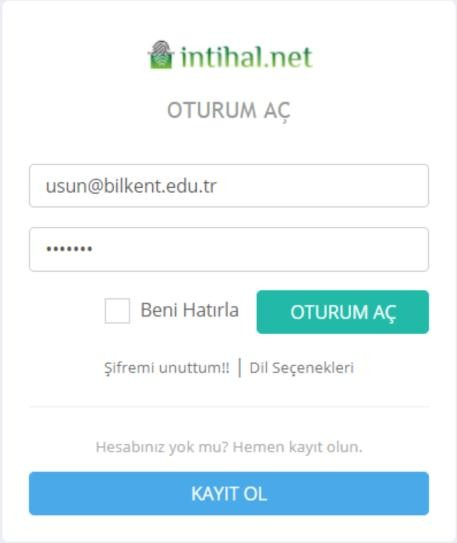 intihal.net
OTURUM AÇ
usun@bilkent.edu.tr
•••••••
Beni Hatırla OTURUM AÇ
Şifremi unuttum!! | Dil Seçenekleri
Hesabınız yok mu? Hemen kayıt olun.
KAYIT OL